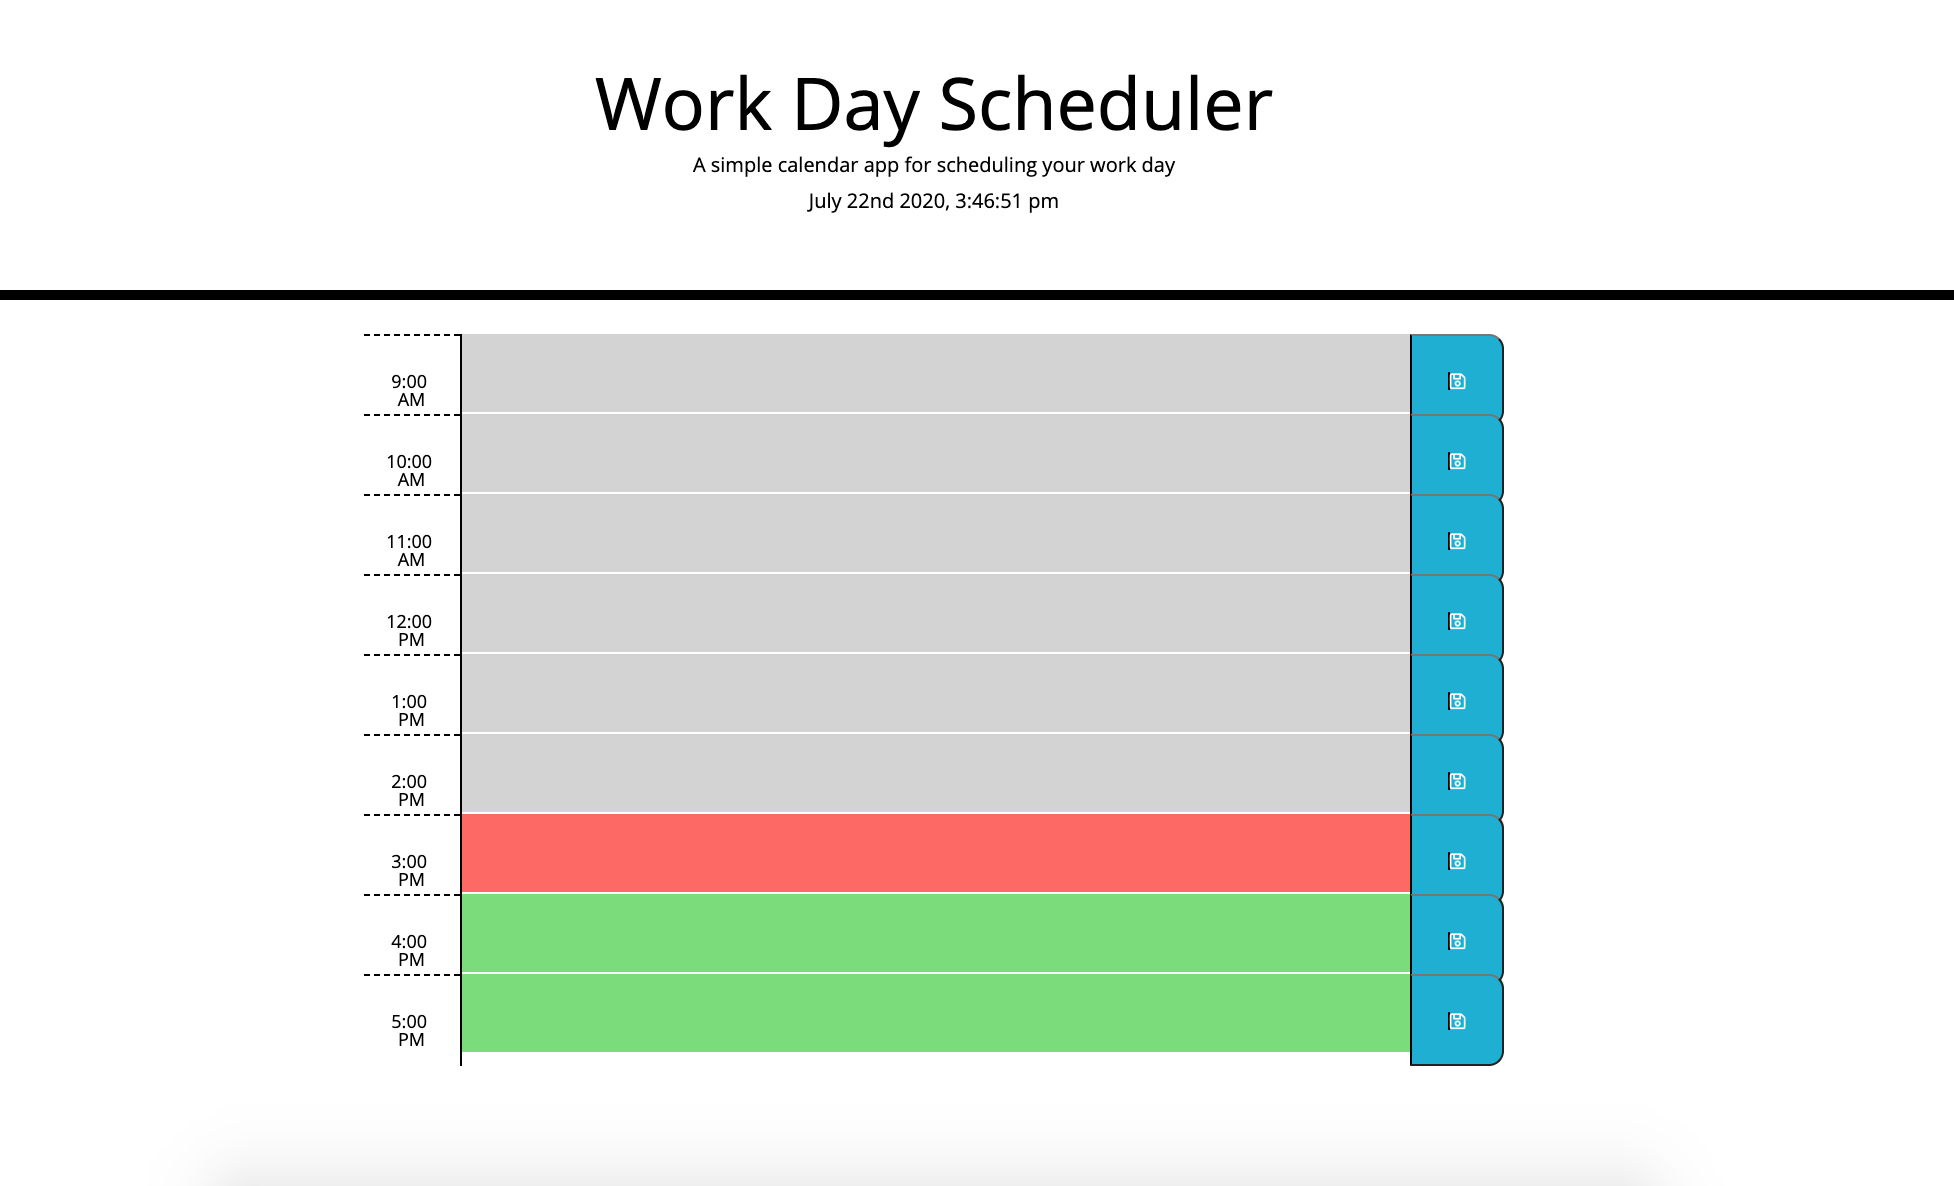 Work Day Scheduler
A simple calendar app for scheduling your work day
July 22nd 2020, 3:46:51 pm
9:00
AM
10:00
AM
11:00
AM
12:00
PM
1:00
PM
2:00
PM
3:00
PM
4:00
PM
5:00
PM